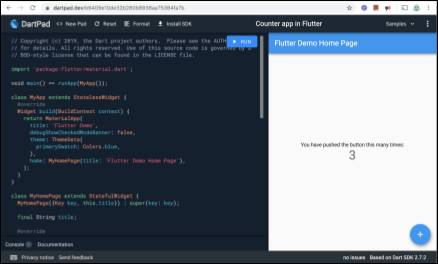 dartpad.dev/b6409e10de32b280b8938aa75364fa7b
DartPad
<> New Pad
Reset
Format
Install SDK
Counter app in Flutter
Samples
RUN
// Copyright (c) 2019, the Dart project authors. Please see the AUTH
// for details. All rights reserved. Use of this source code is governed by a
// BSD-style license that can be found in the LICENSE file.
import 'package:flutter/material.dart';
void main() => runApp(MyApp());
class MyApp extends StatelessWidget {
@override
Widget build(BuildContext context) {
return MaterialApp(
title: 'Flutter Demo',
debugShowCheckedModeBanner: false,
theme: ThemeData(
primarySwatch: Colors.blue,
),
home: MyHomePage(title: 'Flutter Demo Home Page'),
);
}
}
class MyHomePage extends StatefulWidget {
MyHomePage({Key key, this.title}) : super(key: key);
final String title;
@override
Flutter Demo Home Page
You have pushed the button this many times:
3
+
Console
Documentation
Privacy notice
Send feedback
no issues
Based on Dart SDK 2.7.2